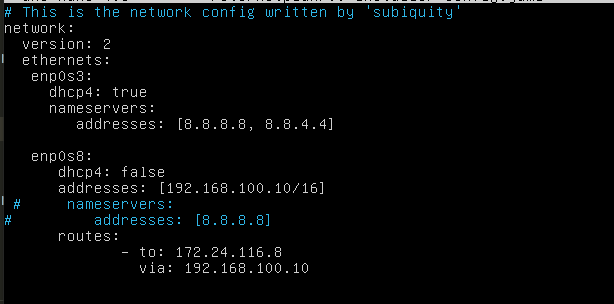 # This is the network config written by 'subiquity'
network:
  version: 2
  ethernets:
   enp0s3:
     dhcp4: true
     nameservers:
        addresses: [8.8.8.8, 8.8.4.4]

   enp0s8:
      dhcp4: false
      addresses: [192.168.100.10/16]
 #     nameservers:
#         addresses: [8.8.8.8]
      routes:
             - to: 172.24.116.8
               via: 192.168.100.10